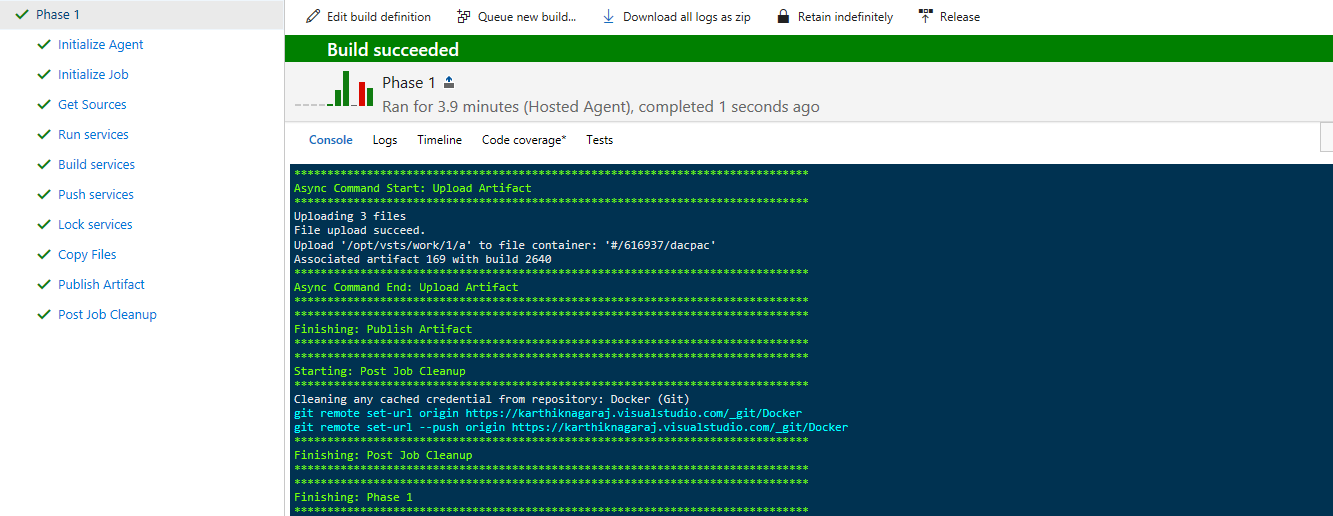 Phase 1
Initialize Agent
Initialize Job
Get Sources
Run services
Build services
Push services
Lock services
Copy Files
Publish Artifact
Post Job Cleanup
Edit build definition Queue new build... Download all logs as zip Retain indefinitely Release
Build succeeded
Phase 1
Ran for 3.9 minutes (Hosted Agent), completed 1 seconds ago
Console Logs Timeline Code coverage* Tests
******************************************************************************
Async Command Start: Upload Artifact
******************************************************************************
Uploading 3 files
File upload succeed.
Upload '/opt/vsts/work/1/a' to file container: '#/616937/dacpac'
Associated artifact 169 with build 2640
******************************************************************************
Async Command End: Upload Artifact
******************************************************************************
******************************************************************************
Finishing: Publish Artifact
******************************************************************************
******************************************************************************
Starting: Post Job Cleanup
******************************************************************************
Cleaning any cached credential from repository: Docker (Git)
git remote set-url origin https://karthiknagaraj.visualstudio.com/_git/Docker
git remote set-url --push origin https://karthiknagaraj.visualstudio.com/_git/Docker
******************************************************************************
Finishing: Post Job Cleanup
******************************************************************************
******************************************************************************
Finishing: Phase 1
******************************************************************************